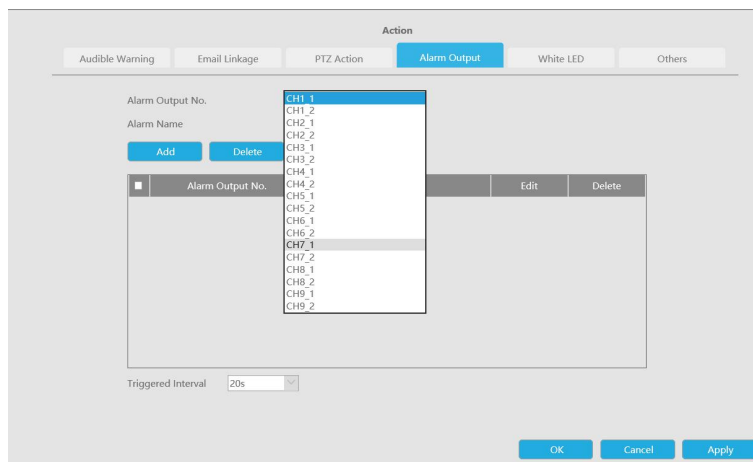 Action
Audible Warning Email Linkage PTZ Action Alarm Output White LED Others
Alarm Output No.
CH1_1
CH1_2
Alarm Name
CH2_1
CH2_2
Add Delete
CH3_1
CH3_2
CH4_1
Alarm Output No. CH4_2 Edit Delete
CH5_1
CH5_2
CH6_1
CH6_2
CH7_1
CH7_2
CH8_1
CH8_2
CH9_1
CH9_2
Triggered Interval 20s
OK Cancel Apply